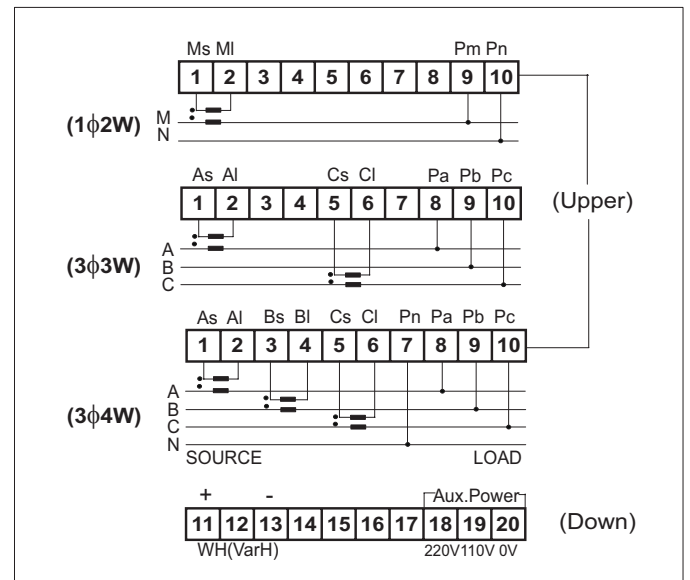 Ms Ml Pm Pn
1 2 3 4 5 6 7 8 9 10
(1ϕ2W)
M
N
As Al Cs Cl Pa Pb Pc
1 2 3 4 5 6 7 8 9 10
(Upper)
(3ϕ3W)
A
B
C
As Al Bs Bl Cs Cl Pn Pa Pb Pc
1 2 3 4 5 6 7 8 9 10
(3ϕ4W)
A
B
C
N
SOURCE LOAD
+ - Aux.Power
11 12 13 14 15 16 17 18 19 20
(Down)
WH(VarH) 220V110V 0V